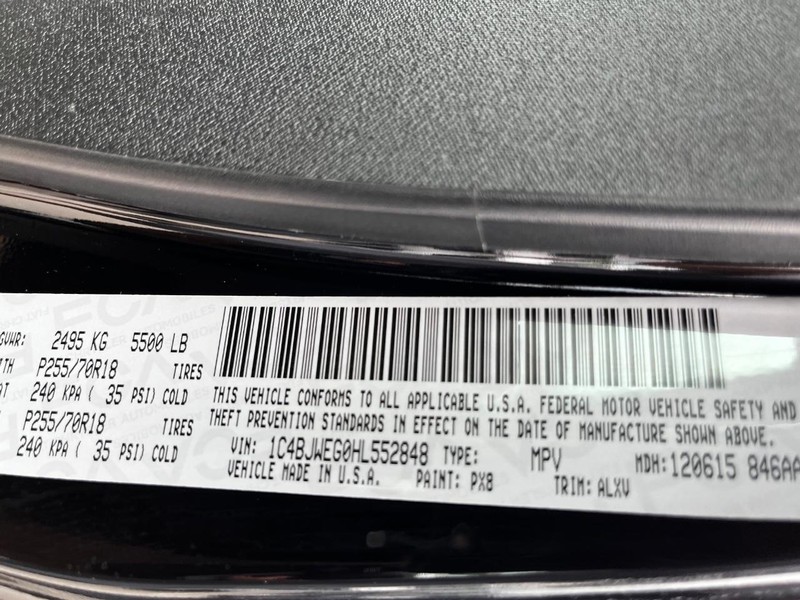 GVWR: 2495 KG 5500 LB
P255/70R18 TIRES
240 KPA ( 35 PSI) COLD
P255/70R18 TIRES
240 KPA ( 35 PSI) COLD
THIS VEHICLE CONFORMS TO ALL APPLICABLE U.S.A. FEDERAL MOTOR VEHICLE SAFETY AND
THEFT PREVENTION STANDARDS IN EFFECT ON THE DATE OF MANUFACTURE SHOWN ABOVE.
VIN: 1C4BJWEG0HL552848 TYPE: MPV MDH: 120615 846AA
VEHICLE MADE IN U.S.A. PAINT: PX8 TRIM: ALXV